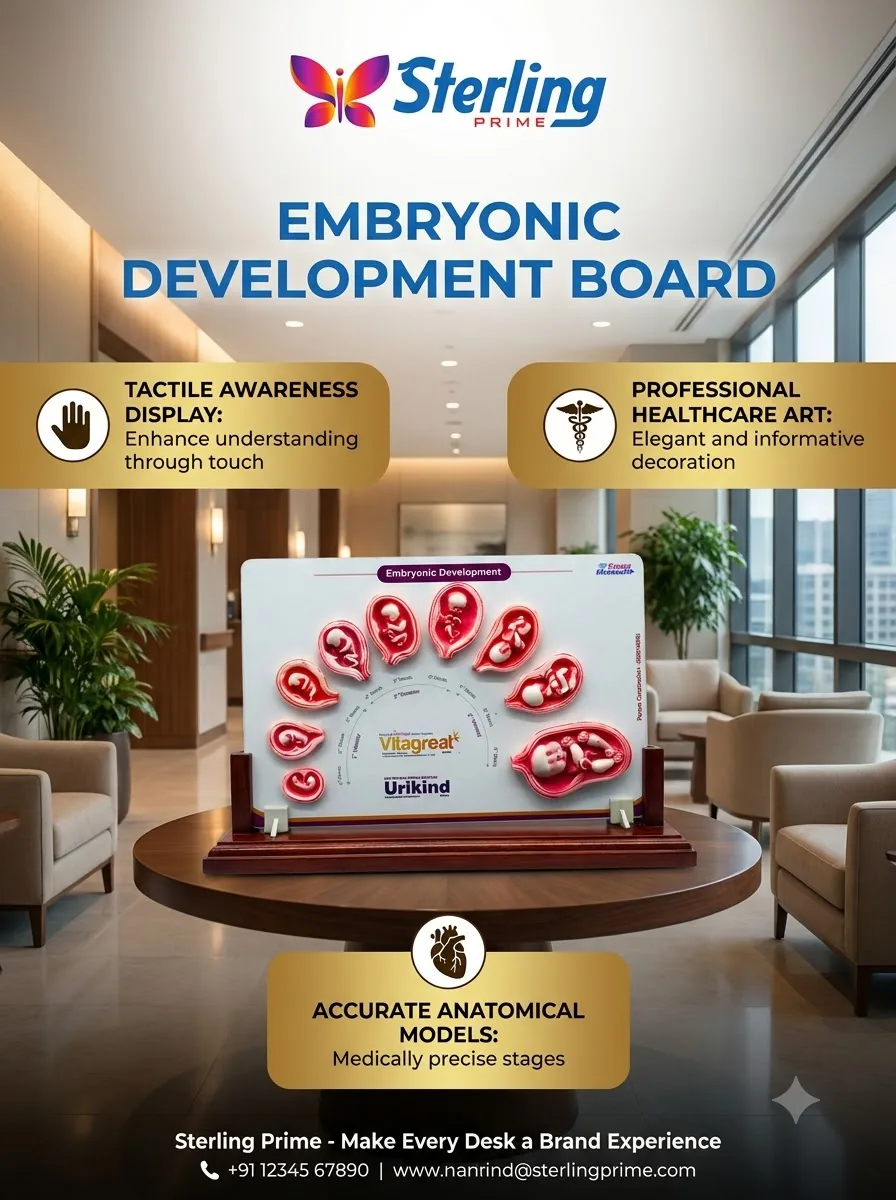 Sterling
PRIME
EMBRYONIC
DEVELOPMENT BOARD
TACTILE AWARENESS
DISPLAY:
Enhance understanding
through touch
PROFESSIONAL
HEALTHCARE ART:
Elegant and informative
decoration
Embryonic Development
Vitagreat
Urikind
ACCURATE ANATOMICAL
MODELS:
Medically precise stages
Sterling Prime - Make Every Desk a Brand Experience
+91 12345 67890 | www.nanrind@sterlingprime.com